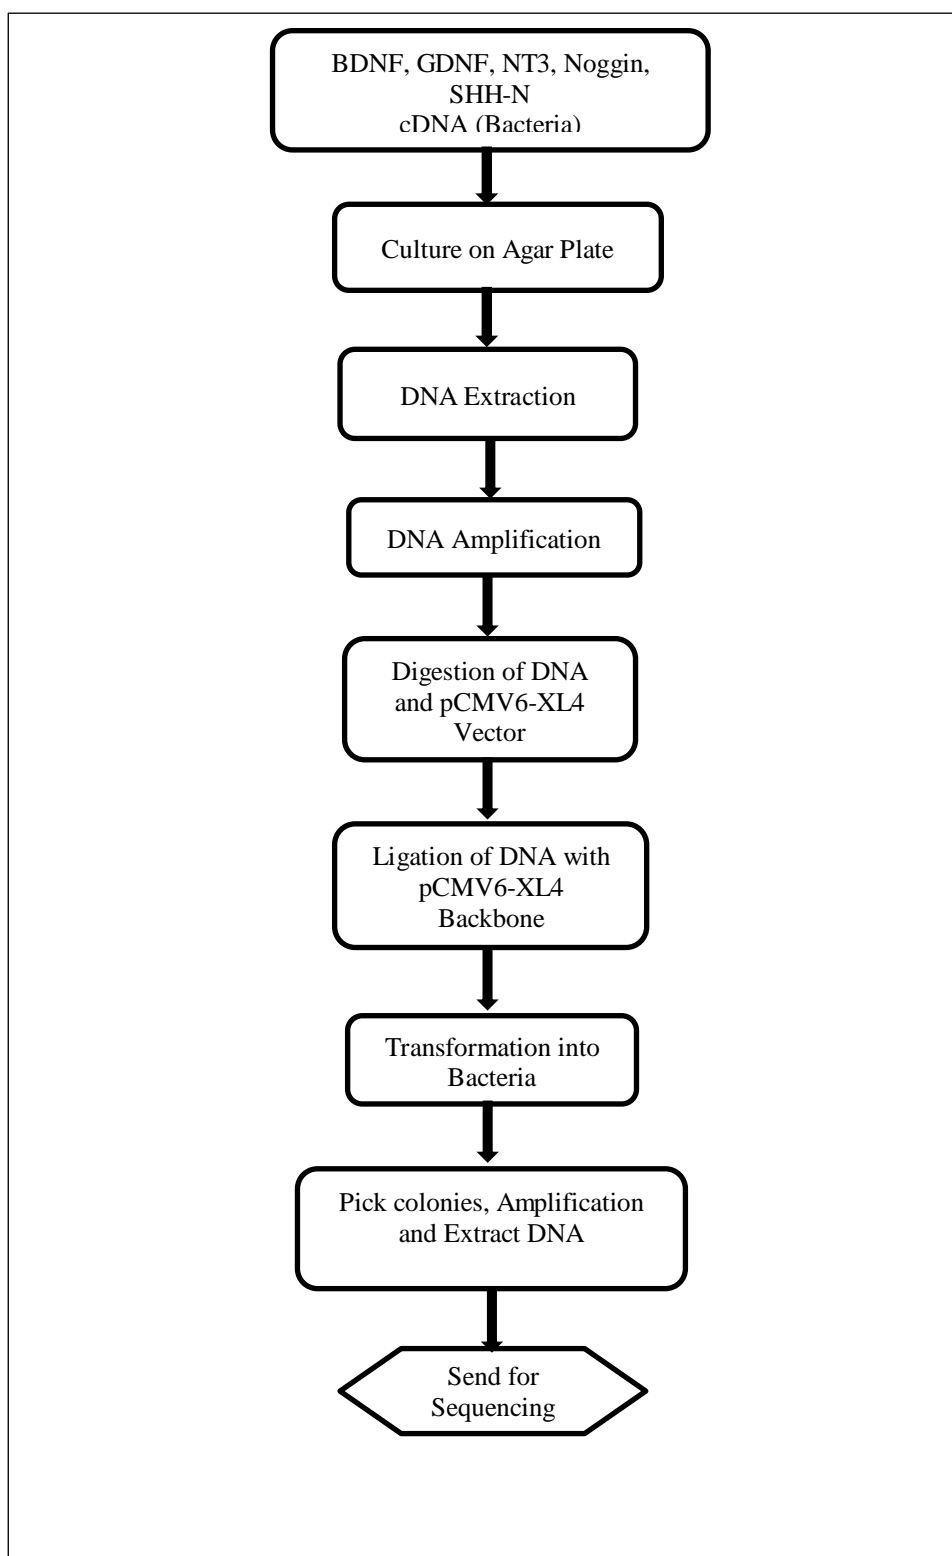 BDNF, GDNF, NT3, Noggin,
SHH-N
cDNA (Bacteria)
Culture on Agar Plate
DNA Extraction
DNA Amplification
Digestion of DNA
and pCMV6-XL4
Vector
Ligation of DNA with
pCMV6-XL4
Backbone
Transformation into
Bacteria
Pick colonies, Amplification
and Extract DNA
Send for
Sequencing